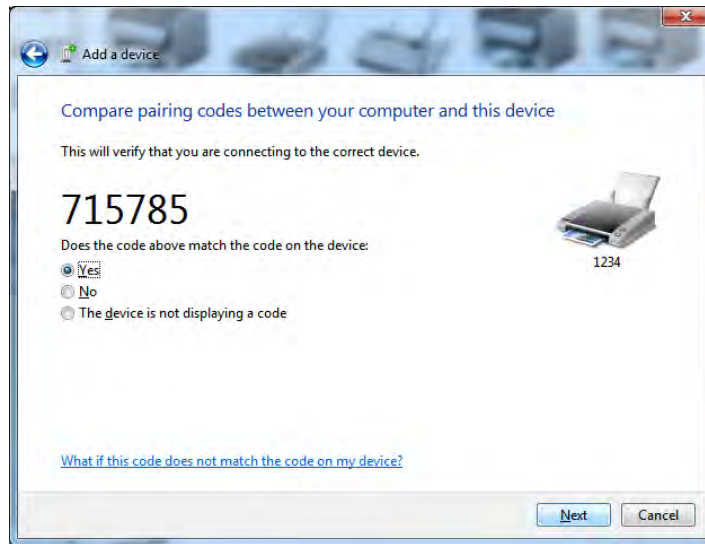 Add a device
Compare pairing codes between your computer and this device
This will verify that you are connecting to the correct device.
715785
Does the code above match the code on the device:
1234
Yes
No
The device is not displaying a code
What if this code does not match the code on my device?
Next
Cancel